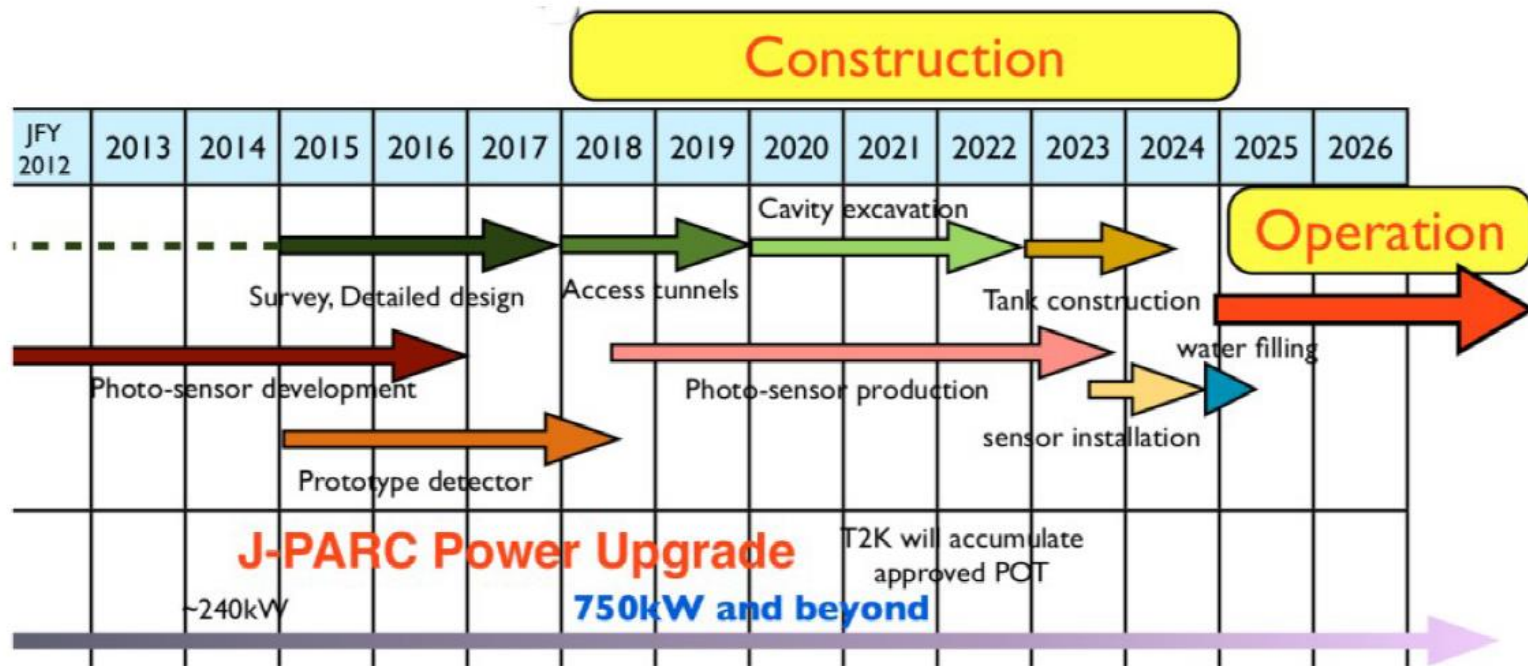 Construction
JFY
2012
2013
2014
2015
2016
2017
2018
2019
2020
2021
2022
2023
2024
2025
2026
Cavity excavation
Operation
Survey, Detailed design
Access tunnels
Tank construction
water filling
Photo-sensor development
Photo-sensor production
sensor installation
Prototype detector
J-PARC Power Upgrade
T2K will accumulate
approved POT
~240kW
750kW and beyond